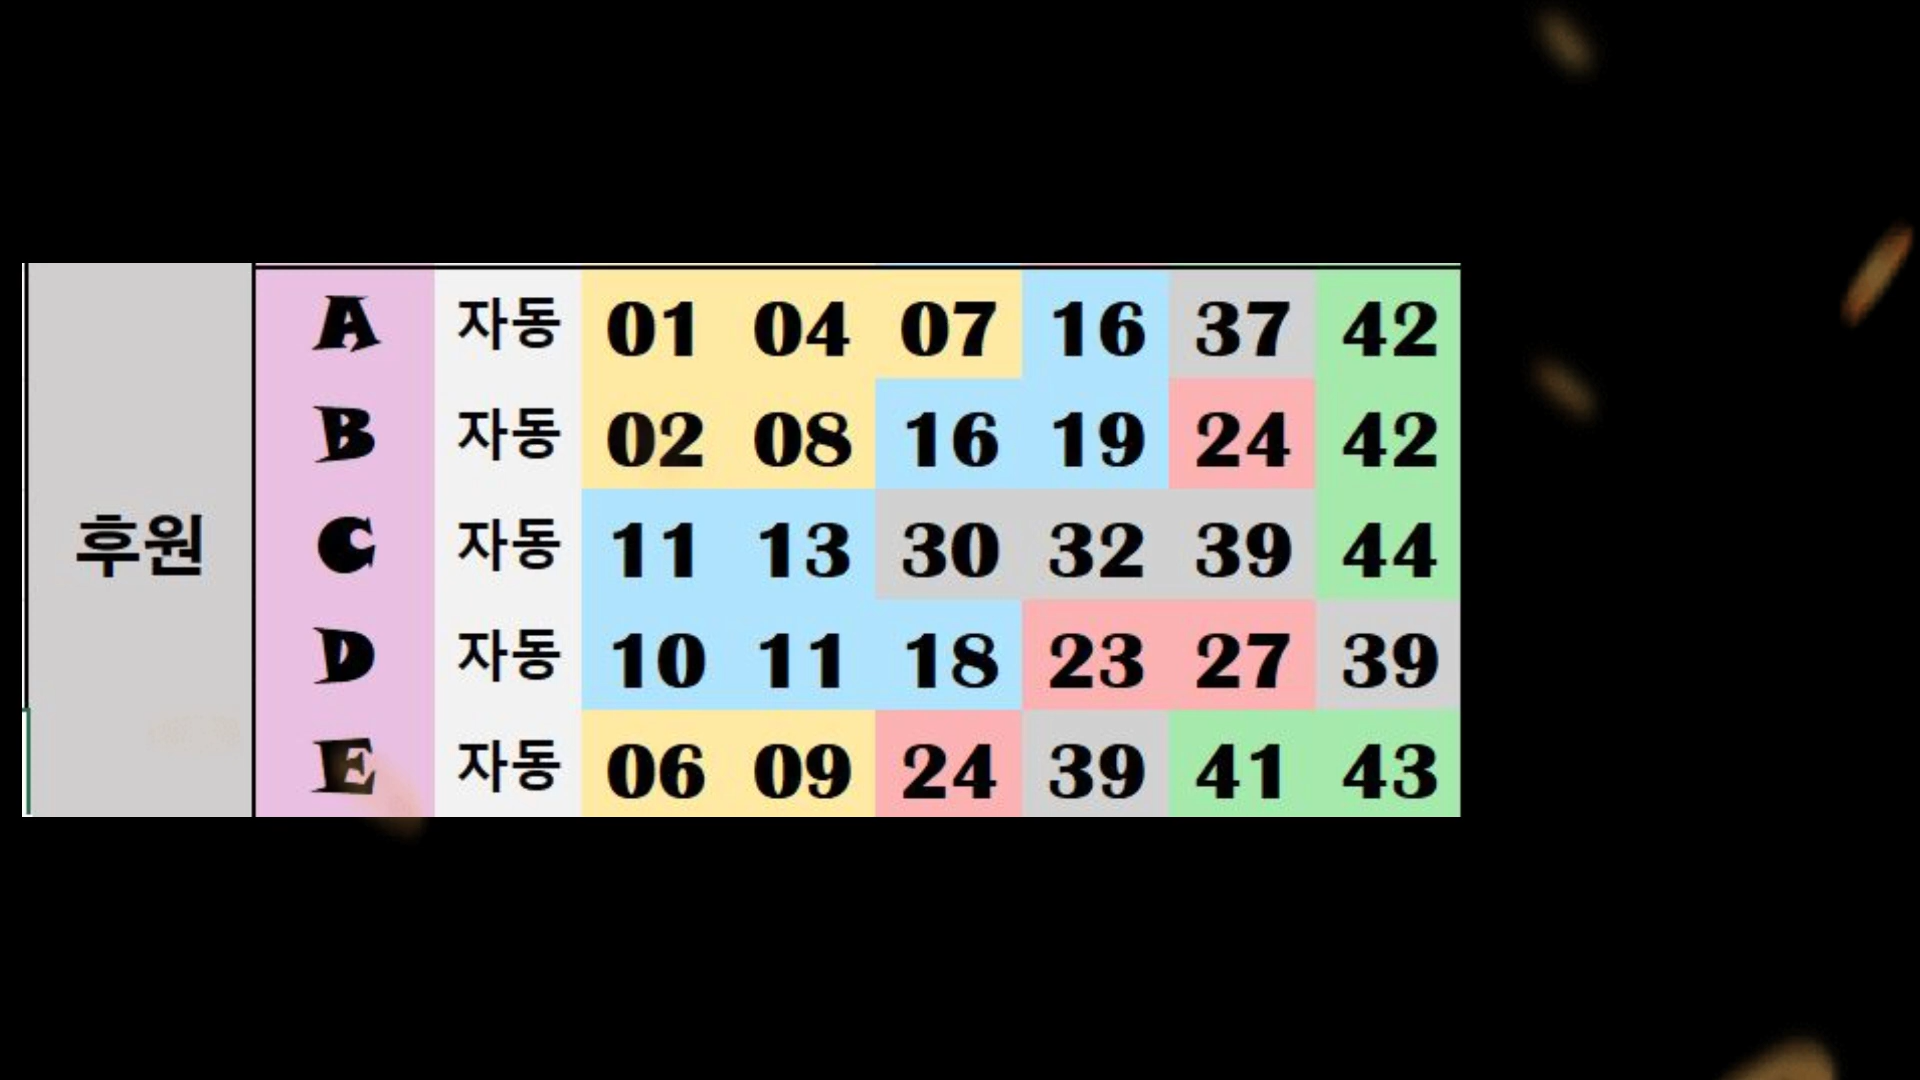 A 자동 01 04 07 16 37 42
B 자동 02 08 16 19 24 42
후원 C 자동 11 13 30 32 39 44
D 자동 10 11 18 23 27 39
E 자동 06 09 24 39 41 43